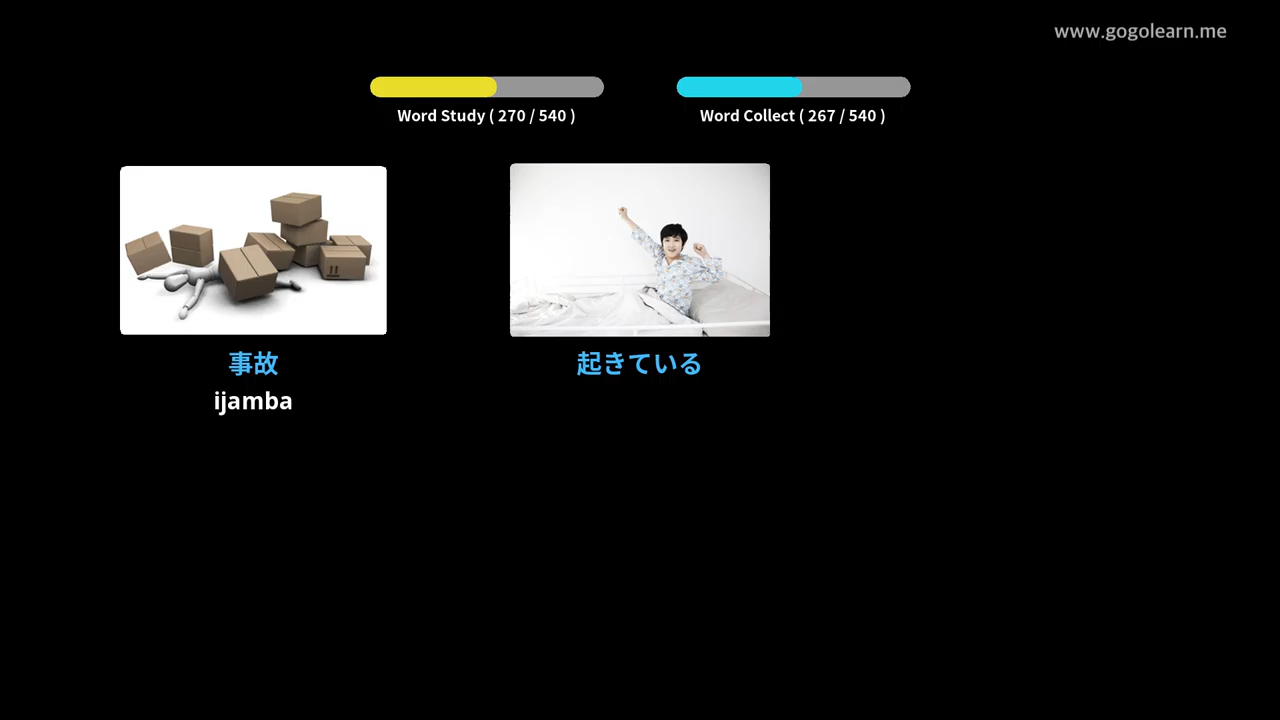 www.gogolearn.me
Word Study ( 270 / 540 )
Word Collect ( 267 / 540 )
事故
ijamba
起きている